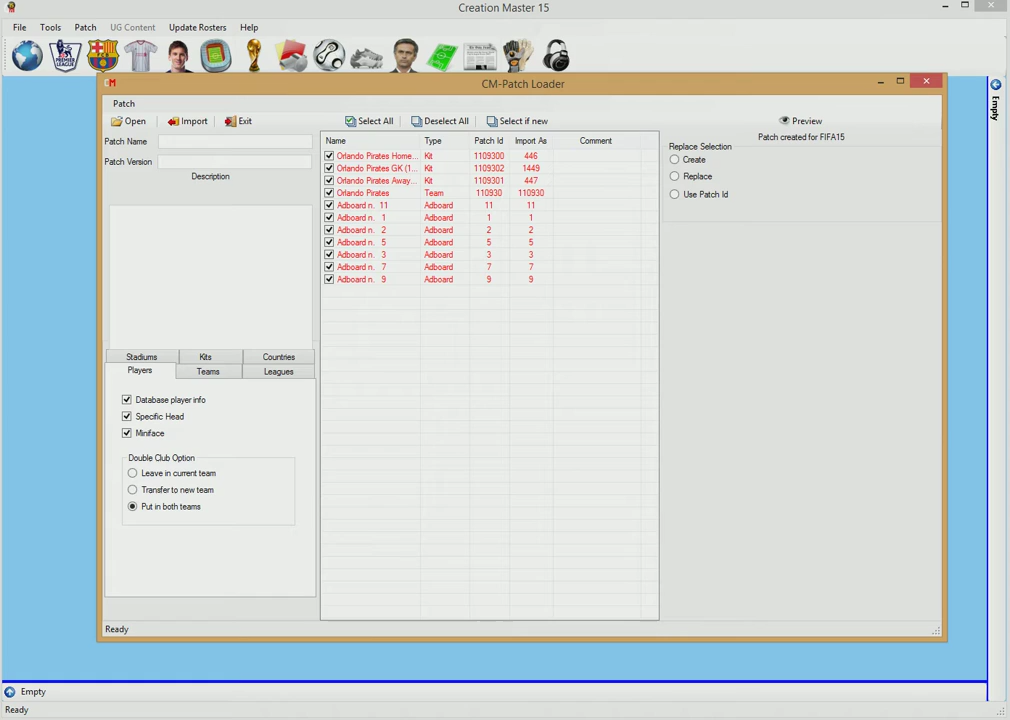 Creation Master 15
File Tools Patch UG Content Update Rosters Help
CM-Patch Loader
Patch
Open Import Exit Select All Deselect All Select if new Preview
Patch Name
Patch Version
Description
Name Type Patch Id Import As Comment
Orlando Pirates Home... Kit 1109300 446
Orlando Pirates GK (1... Kit 1109302 1449
Orlando Pirates Away... Kit 1109301 447
Orlando Pirates Team 110930 110930
Adboard n. 11 Adboard 11 11
Adboard n. 1 Adboard 1 1
Adboard n. 2 Adboard 2 2
Adboard n. 5 Adboard 5 5
Adboard n. 3 Adboard 3 3
Adboard n. 7 Adboard 7 7
Adboard n. 9 Adboard 9 9
Patch created for FIFA15
Replace Selection
Create
Replace
Use Patch Id
Stadiums Kits Countries
Players Teams Leagues
Database player info
Specific Head
Miniface
Double Club Option
Leave in current team
Transfer to new team
Put in both teams
Ready
Empty
Empty
Ready